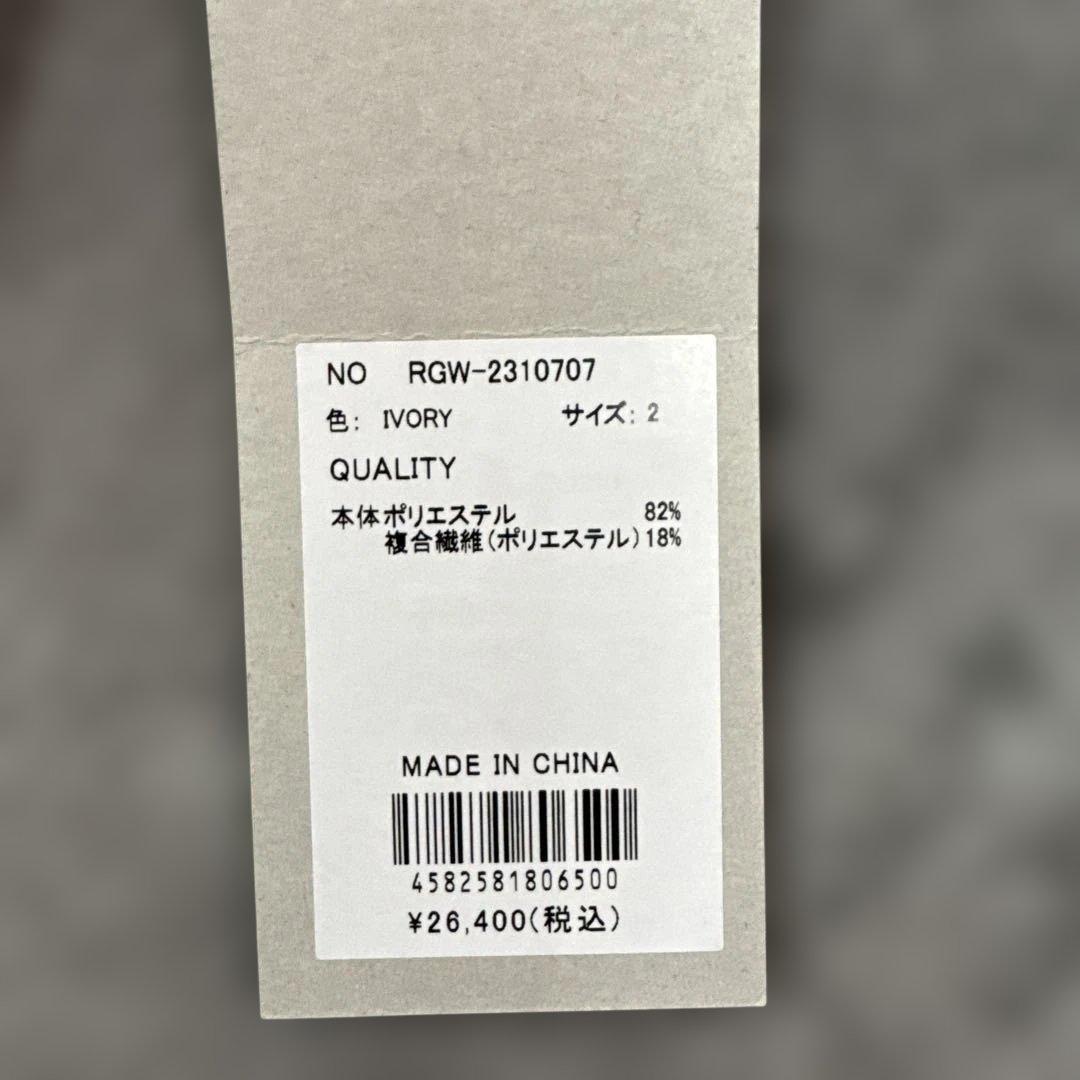 NO RGW-2310707
色: IVORY サイズ: 2
QUALITY
本体ポリエステル 82%
複合繊維(ポリエステル)18%
MADE IN CHINA
4582581806500
¥26,400(税込)